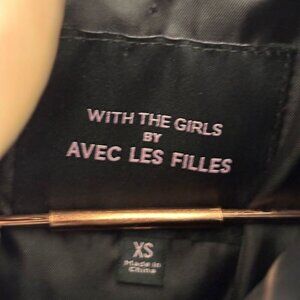 WITH THE GIRLS
BY
AVEC LES FILLES
XS
Made in
China